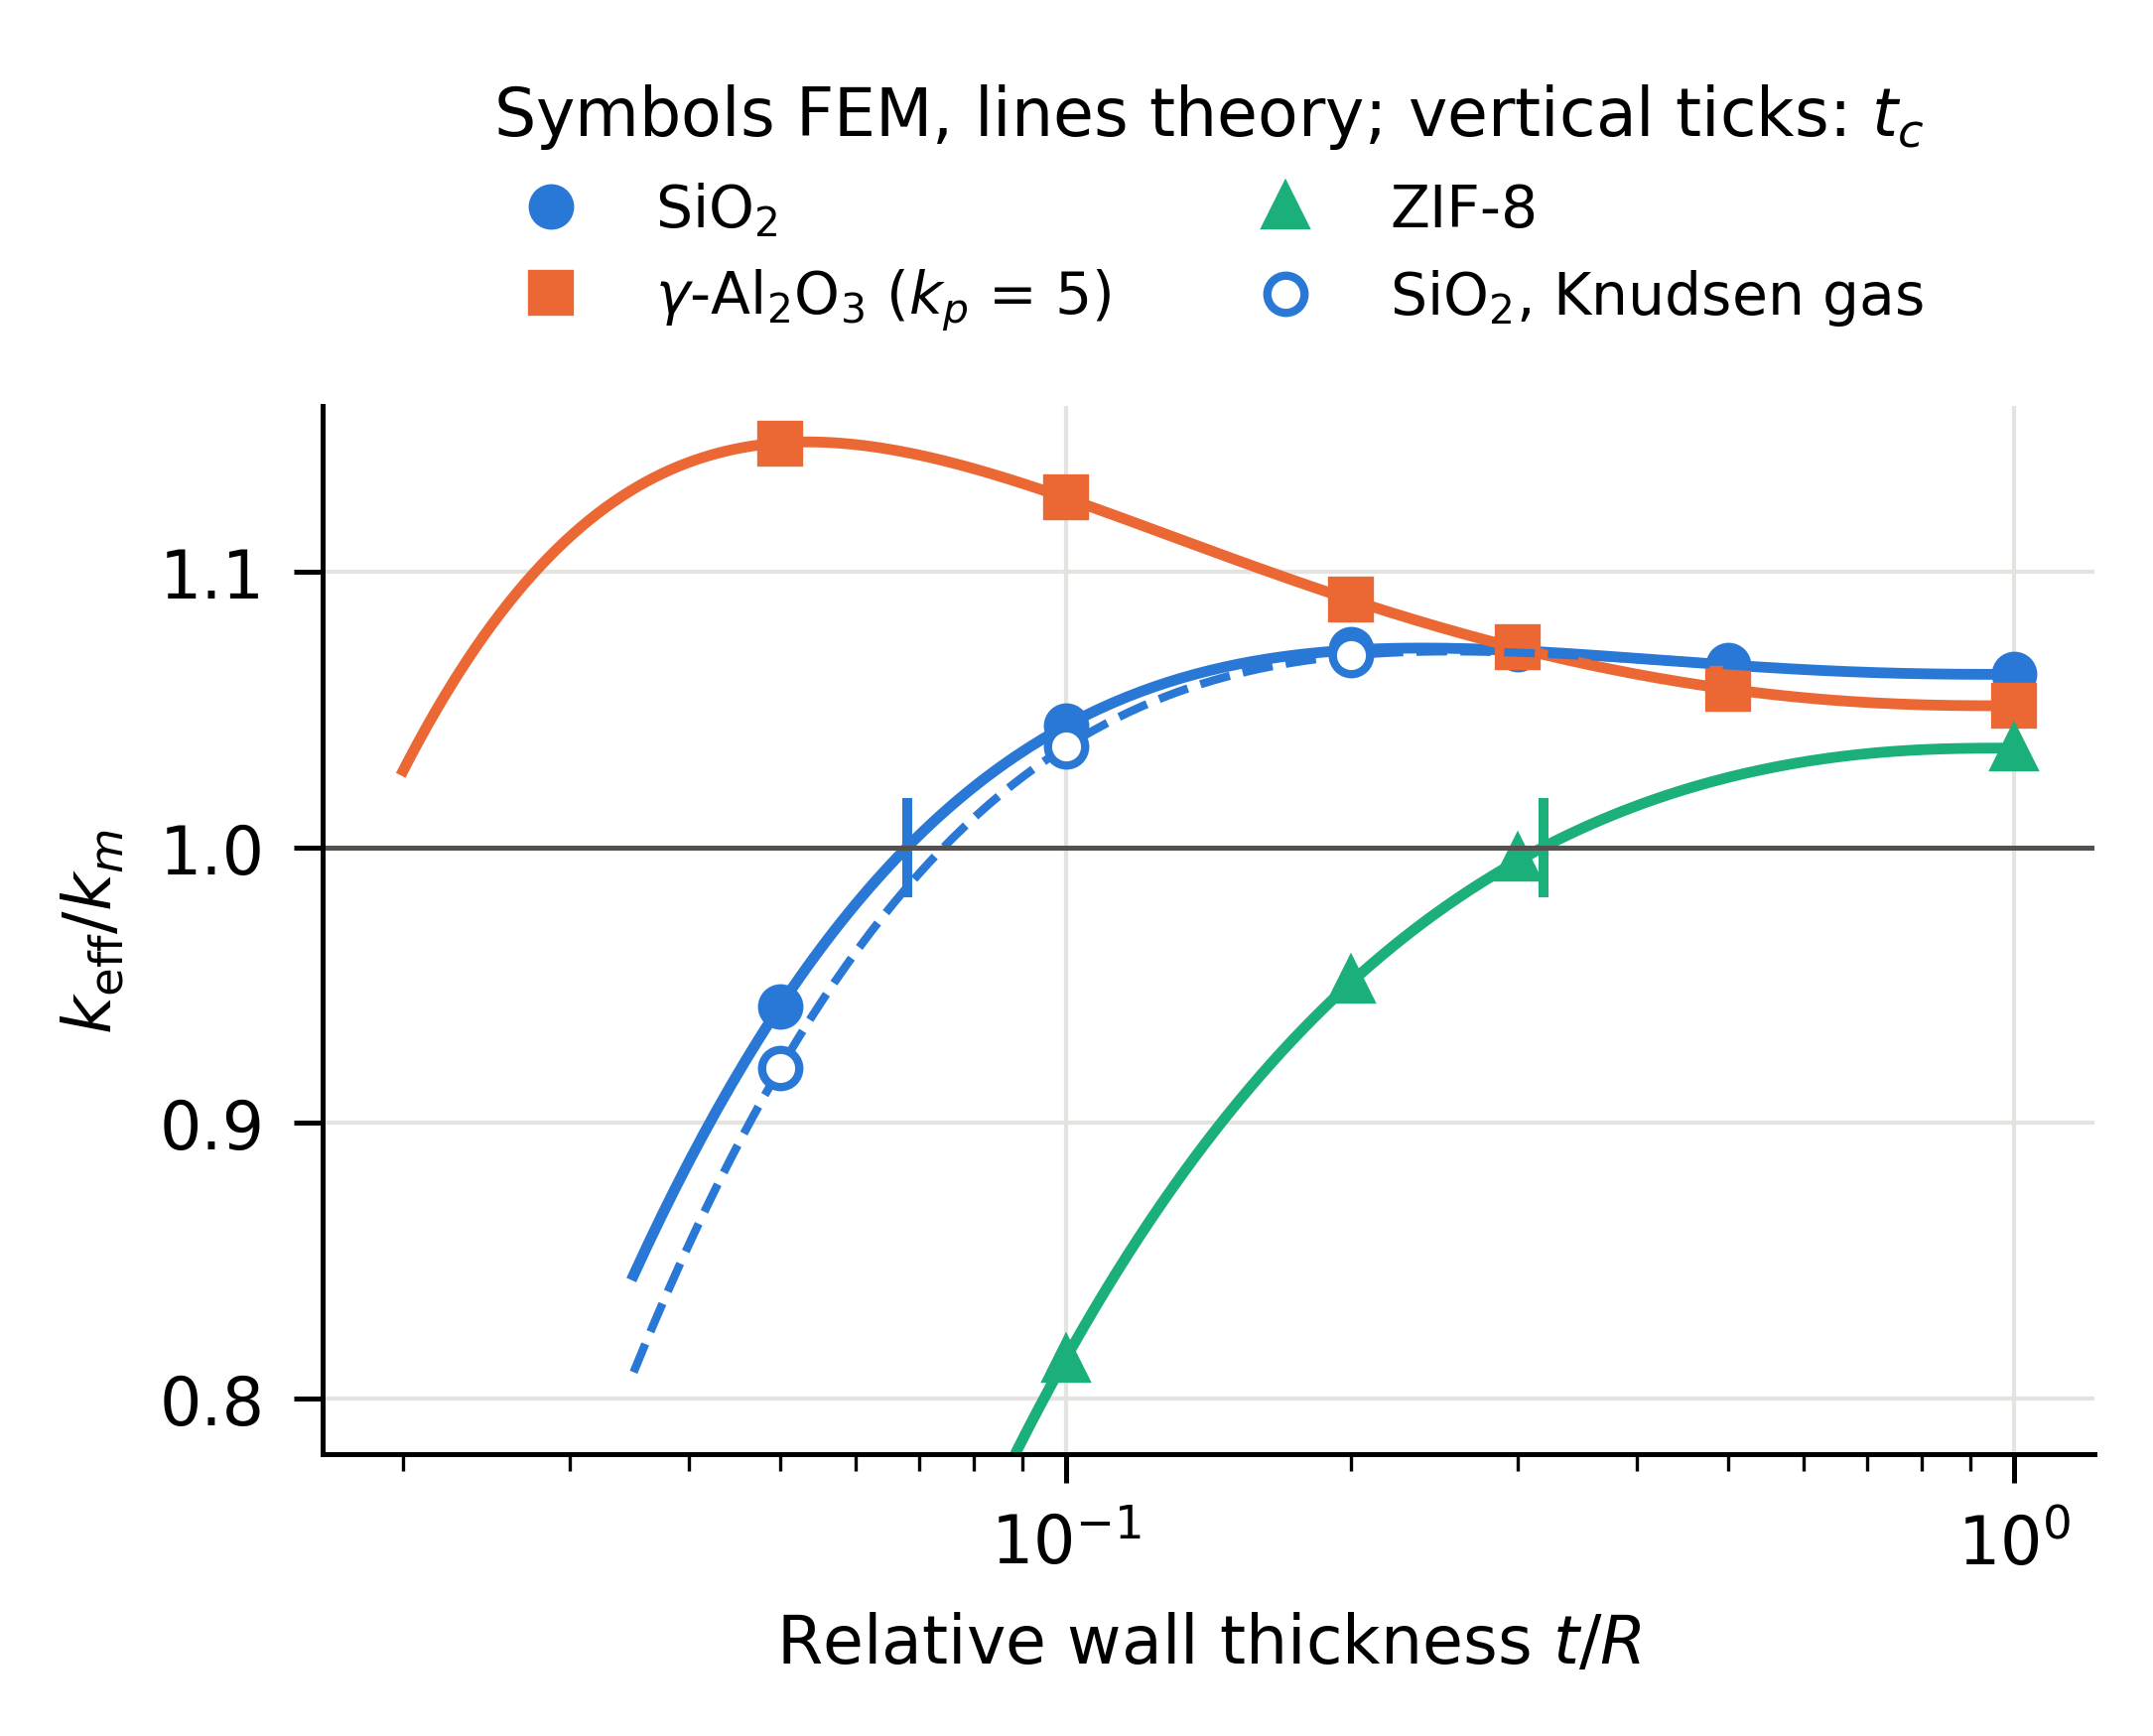 Symbols FEM, lines theory; vertical ticks: t_c
SiO₂
ZIF-8
γ-Al₂O₃ (k_p = 5)
SiO₂, Knudsen gas
k_eff/k_m
1.1
1.0
0.9
0.8
10⁻¹
10⁰
Relative wall thickness t/R